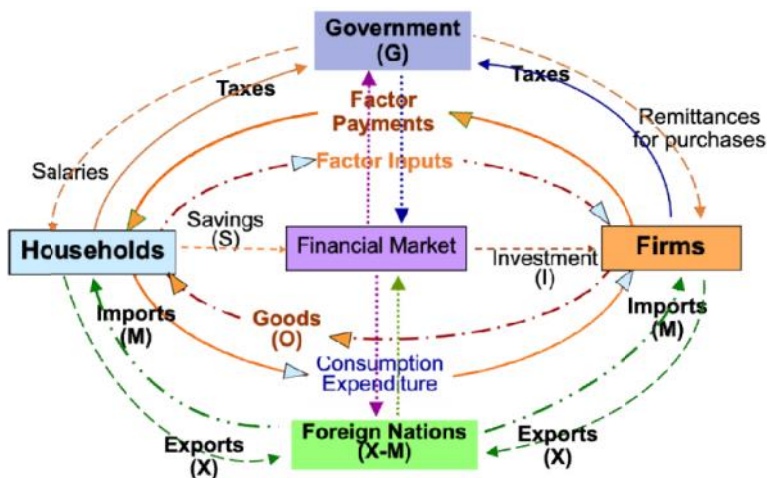 Government
(G)
Taxes
Taxes
Factor
Payments
Remittances
for purchases
Salaries
Factor Inputs
Savings
(S)
Households
Financial Market
Investment
(I)
Firms
Imports
(M)
Goods
(O)
Imports
(M)
Consumption
Expenditure
Exports
(X)
Foreign Nations
(X-M)
Exports
(X)